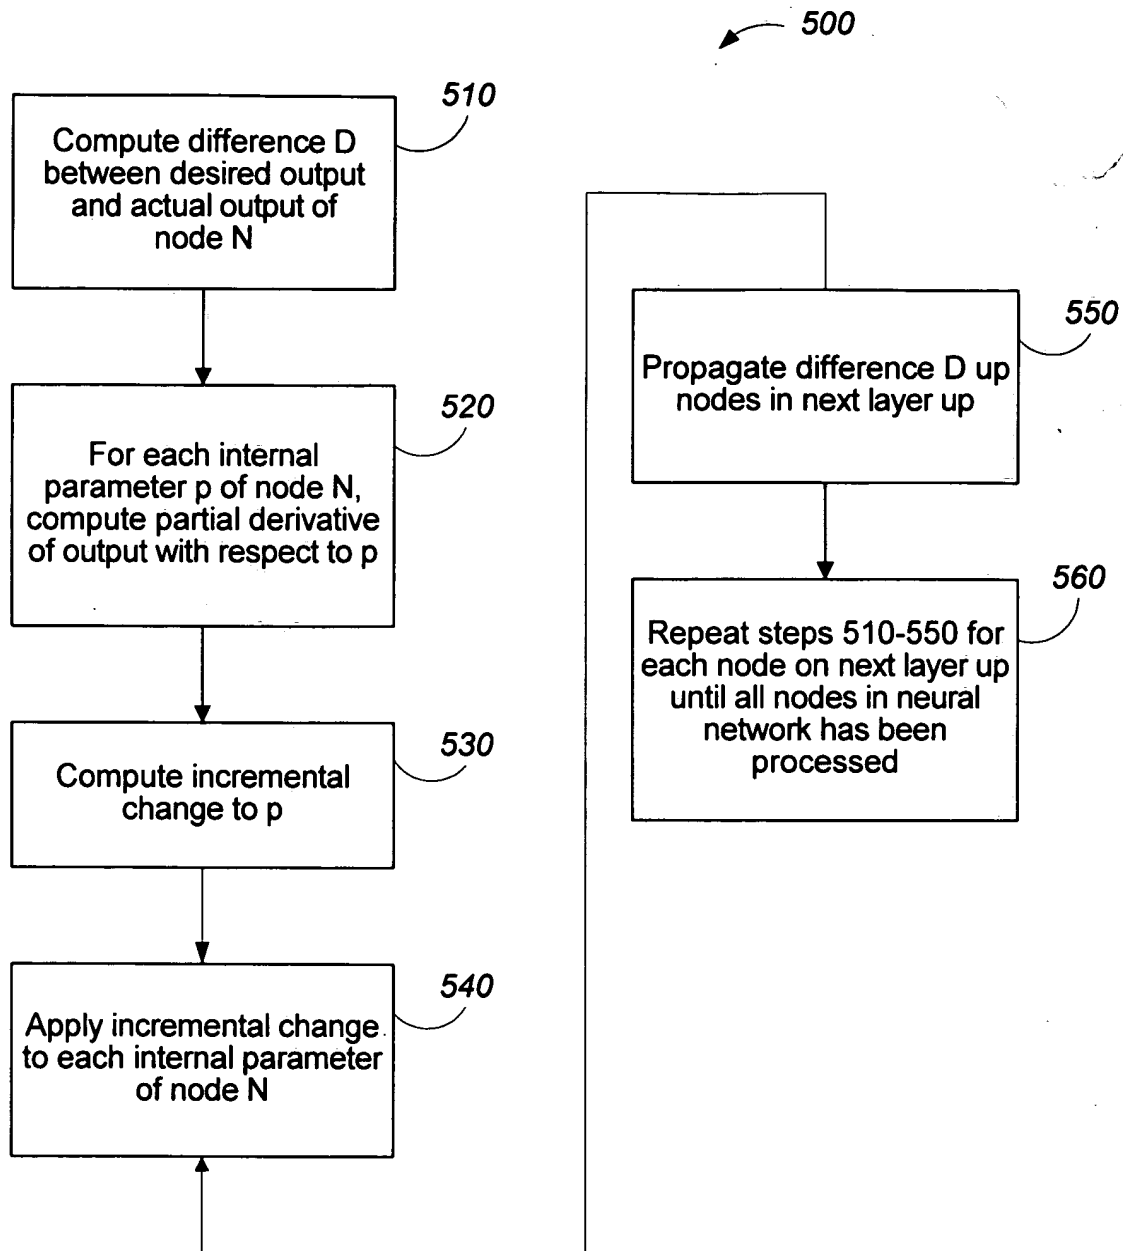 500
510
Compute difference D
between desired output
and actual output of
node N
520
For each internal
parameter p of node N,
compute partial derivative
of output with respect to p
530
Compute incremental
change to p
540
Apply incremental change
to each internal parameter
of node N
550
Propagate difference D up
nodes in next layer up
560
Repeat steps 510-550 for
each node on next layer up
until all nodes in neural
network has been
processed